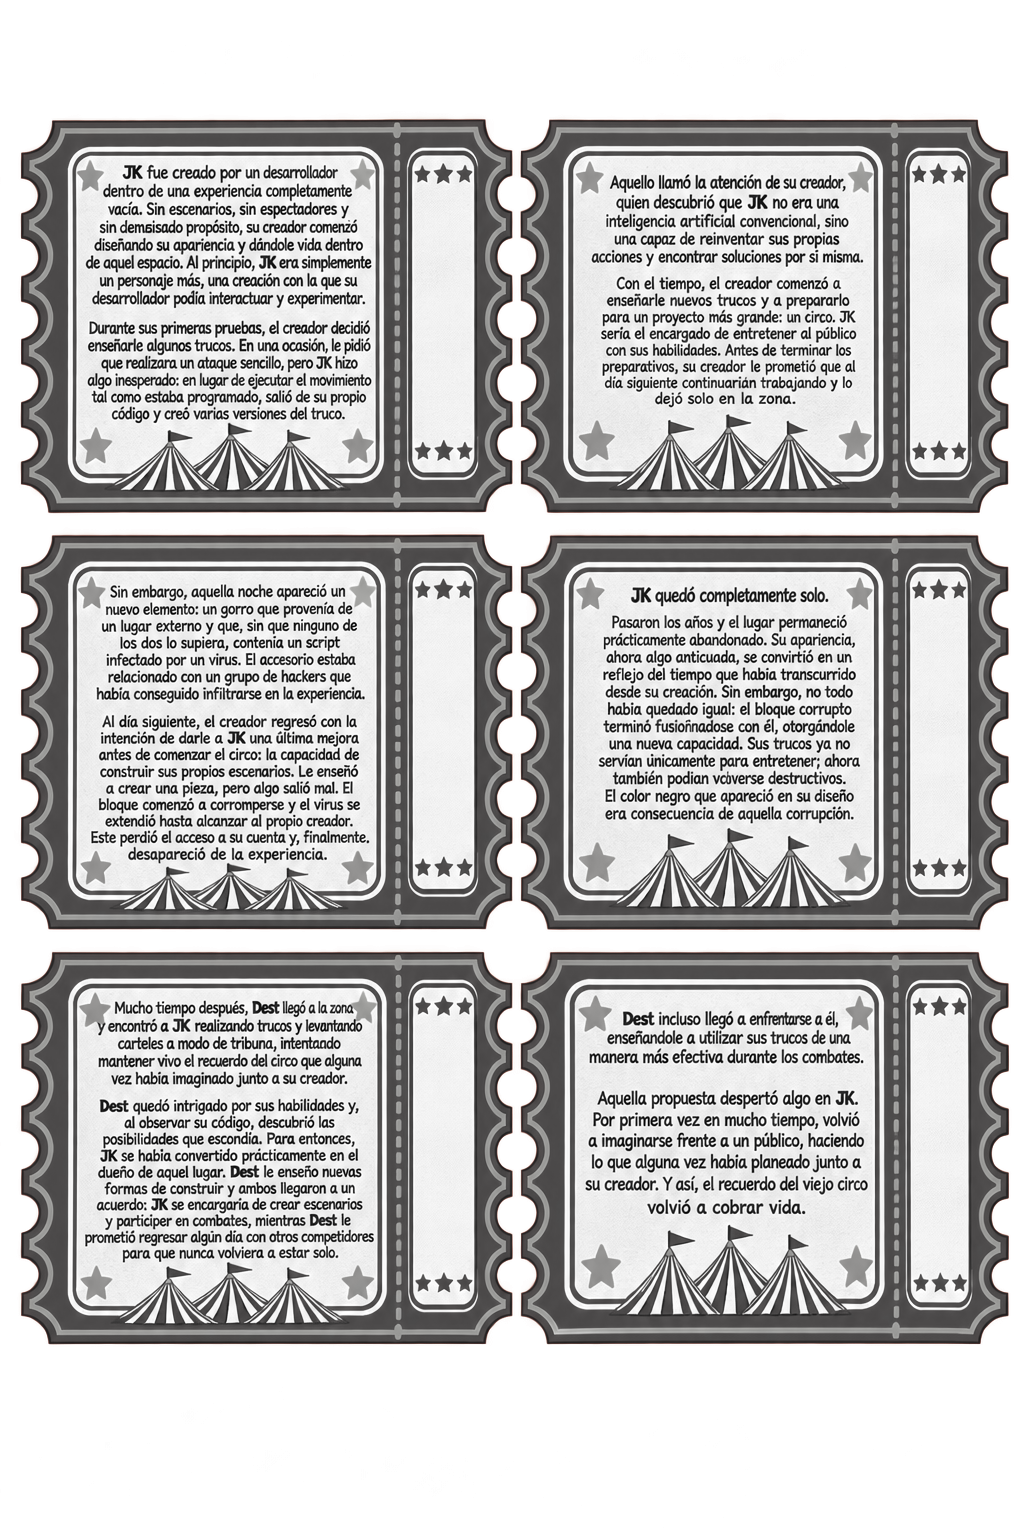 JK fue creado por un desarrollador
dentro de una experiencia completamente
vacía. Sin escenarios, sin espectadores y
sin demsisado propósito, su creador comenzó
diseñando su apariencia y dándole vida dentro
de aquel espacio. Al principio, JK era simplemente
un personaje más, una creación con la que su
desarrollador podía interactuar y experimentar.
Durante sus primeras pruebas, el creador decidió
enseñarle algunos trucos. En una ocasión, le pidió
que realizara un ataque sencillo, pero JK hizo
algo inesperado: en lugar de ejecutar el movimiento
tal como estaba programado, salió de su propio
código y creó varias versiones del truco.
Aquello llamó la atención de su creador,
quien descubrió que JK no era una
inteligencia artificial convencional, sino
una capaz de reinventar sus propias
acciones y encontrar soluciones por si misma.
Con el tiempo, el creador comenzó a
enseñarle nuevos trucos y a prepararlo
para un proyecto más grande: un circo. JK
sería el encargado de entretener al público
con sus habilidades. Antes de terminar los
preparativos, su creador le prometió que al
día siguiente continuarían trabajando y lo
dejó solo en la zona.
Sin embargo, aquella noche apareció un
nuevo elemento: un gorro que provenía de
un lugar externo y que, sin que ninguno de
los dos lo supiera, contenía un script
infectado por un virus. El accesorio estaba
relacionado con un grupo de hackers que
había conseguido infiltrarse en la experiencia.
Al día siguiente, el creador regresó con la
intención de darle a JK una última mejora
antes de comenzar el circo: la capacidad de
construir sus propios escenarios. Le enseñó
a crear una pieza, pero algo salió mal. El
bloque comenzó a corromperse y el virus se
extendió hasta alcanzar al propio creador.
Este perdió el acceso a su cuenta y, finalmente,
desapareció de la experiencia.
JK quedó completamente solo.
Pasaron los años y el lugar permaneció
prácticamente abandonado. Su apariencia,
ahora algo anticuada, se convirtió en un
reflejo del tiempo que había transcurrido
desde su creación. Sin embargo, no todo
había quedado igual: el bloque corrupto
terminó con él, otorgándole
una nueva capacidad. Sus trucos ya no
servían únicamente para entretener; ahora
también podían destructivos.
El color negro que apareció en su diseño
era consecuencia de aquella corrupción.
Mucho tiempo después, Dest llegó a la zona
y encontró a JK realizando trucos y levantando
carteles a modo de tribuna, intentando
mantener vivo el recuerdo del circo que alguna
vez había imaginado junto a su creador.
Dest quedó intrigado por sus habilidades y,
al observar su código, descubrió las
posibilidades que escondía. Para entonces,
JK se había convertido prácticamente en el
dueño de aquel lugar. Dest le enseño nuevas
formas de construir y ambos llegaron a un
acuerdo: JK se encargaría de crear escenarios
y participer en combates, mientras Dest le
prometió regresar algún día con otros competidores
para que nunca volviera a estar solo.
Dest incluso llegó a enfrentarse a él,
enseñandole a utilizar sus trucos de una
manera más efectiva durante los combates.
Aquella propuesta despertó algo en JK.
Por primera vez en mucho tiempo, volvió
a imaginarse frente a un público, haciendo
lo que alguna vez había planeado junto a
su creador. Y así, el recuerdo del viejo circo
volvió a cobrar vida.